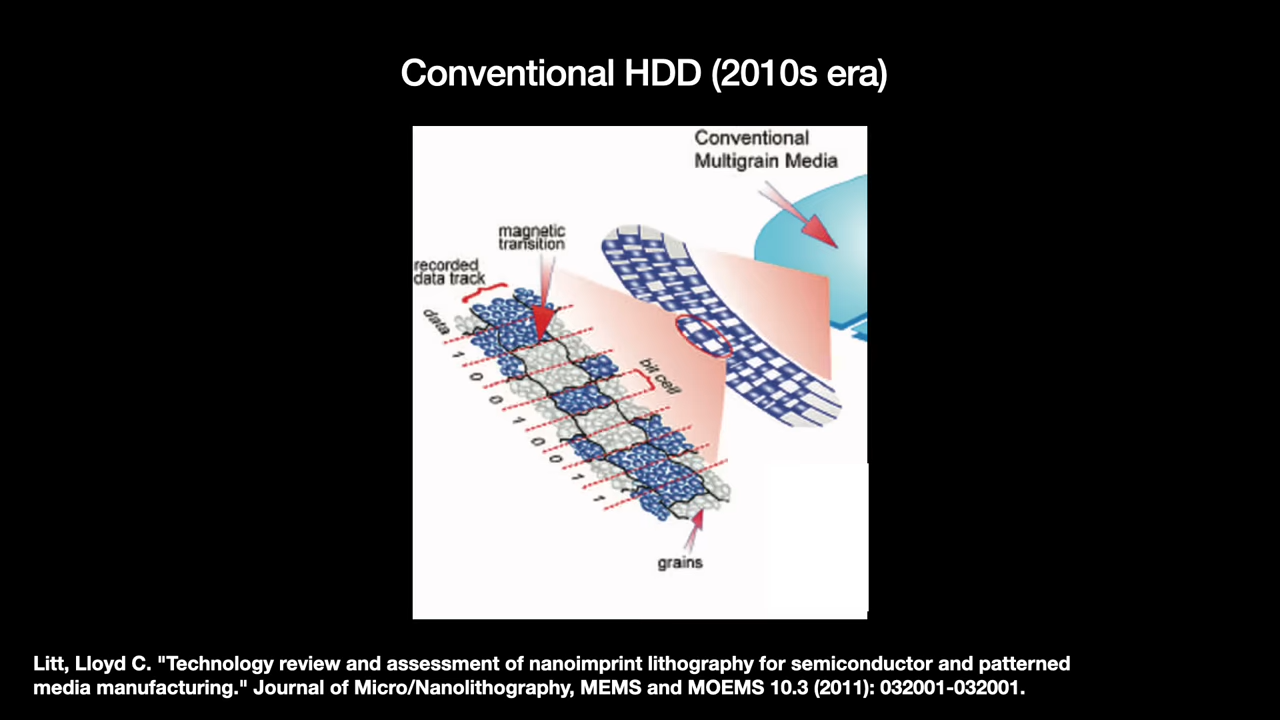 Conventional HDD (2010s era)
Conventional
Multigrain Media
magnetic
transition
recorded
data track
data
bit cell
1
0
0
1
0
0
1
1
grains
Litt, Lloyd C. "Technology review and assessment of nanoimprint lithography for semiconductor and patterned
media manufacturing." Journal of Micro/Nanolithography, MEMS and MOEMS 10.3 (2011): 032001-032001.